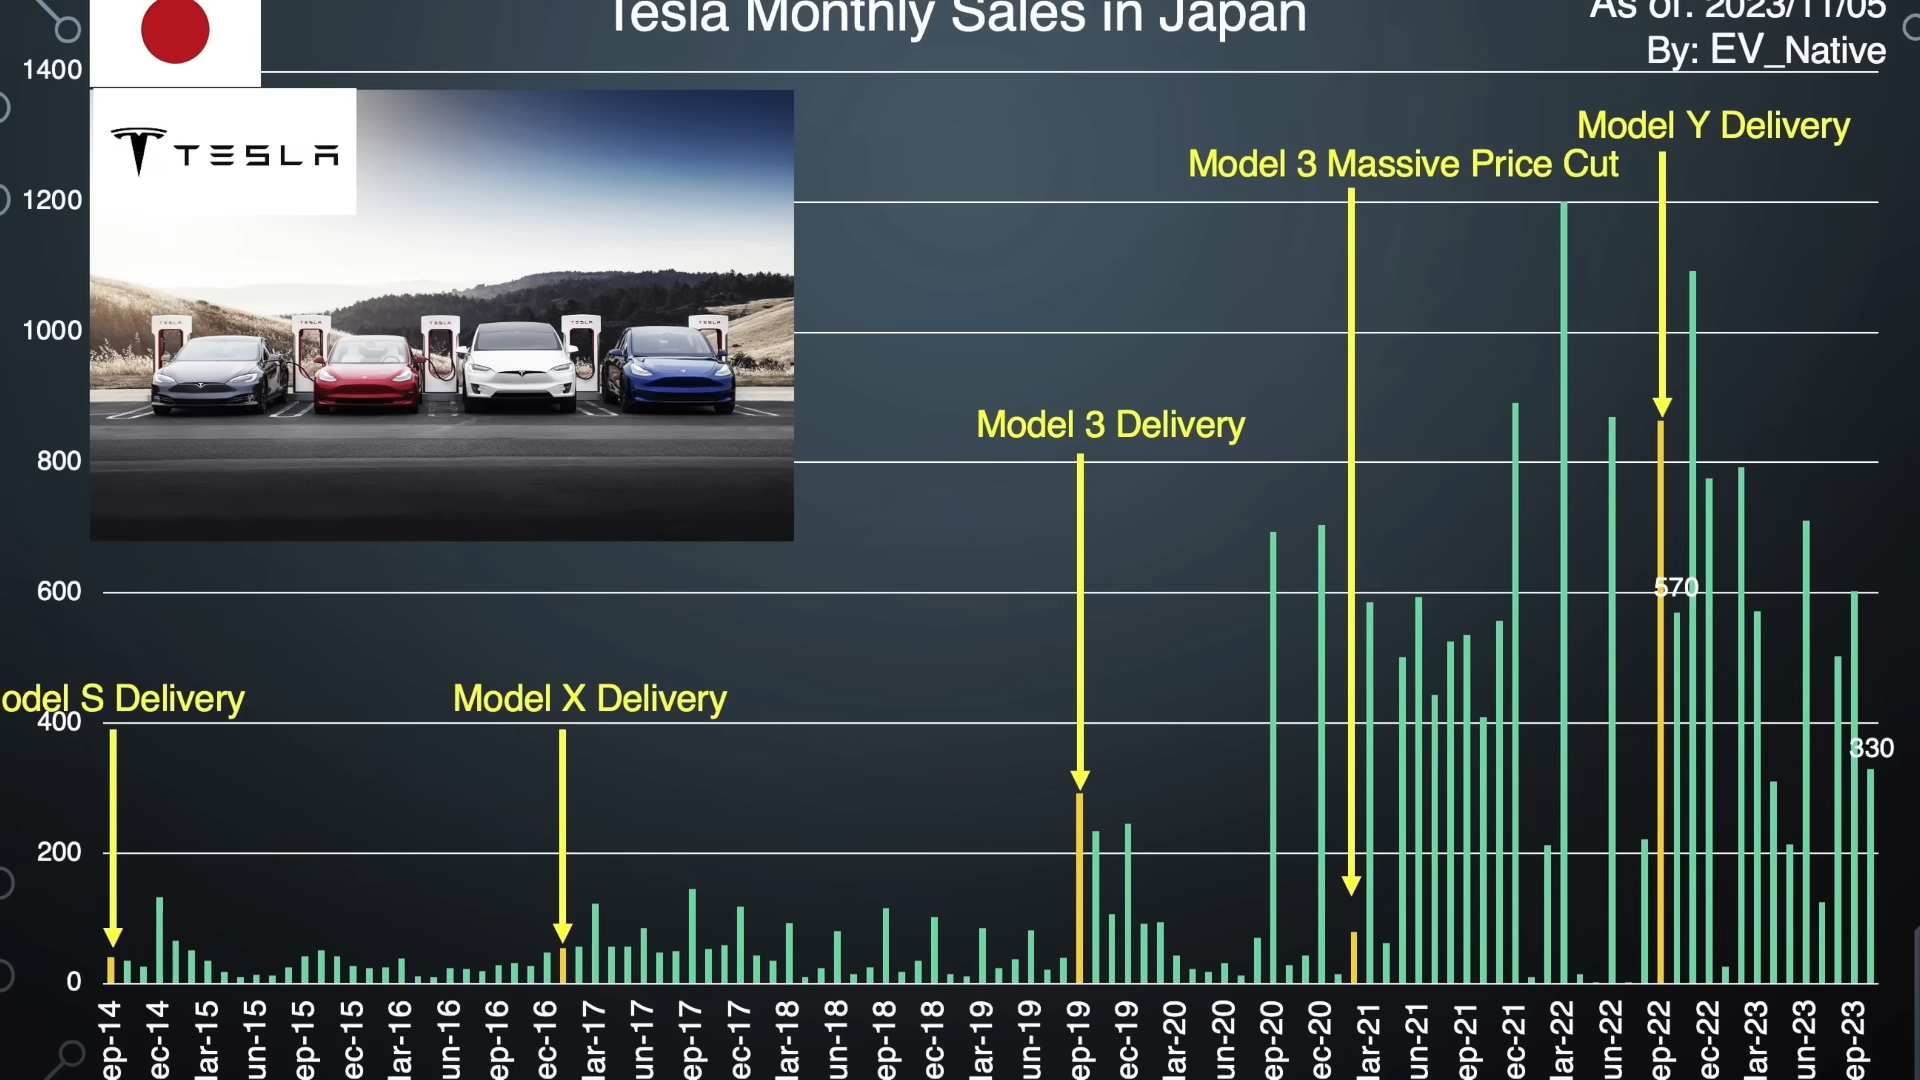 Tesla Monthly Sales in Japan
As of: 2023/11/05
By: EV_Native
1400
1200
1000
800
600
400
200
0
TESLA
TESLA
TESLA
TESLA
TESLA
TESLA
Model Y Delivery
Model 3 Massive Price Cut
Model 3 Delivery
570
odel S Delivery
Model X Delivery
330
ep-14
ec-14
ar-15
un-15
ep-15
ec-15
ar-16
un-16
ep-16
ec-16
ar-17
un-17
ep-17
ec-17
ar-18
un-18
ep-18
ec-18
ar-19
un-19
ep-19
ec-19
ar-20
un-20
ep-20
ec-20
ar-21
un-21
ep-21
ec-21
ar-22
un-22
ep-22
ec-22
ar-23
un-23
ep-23